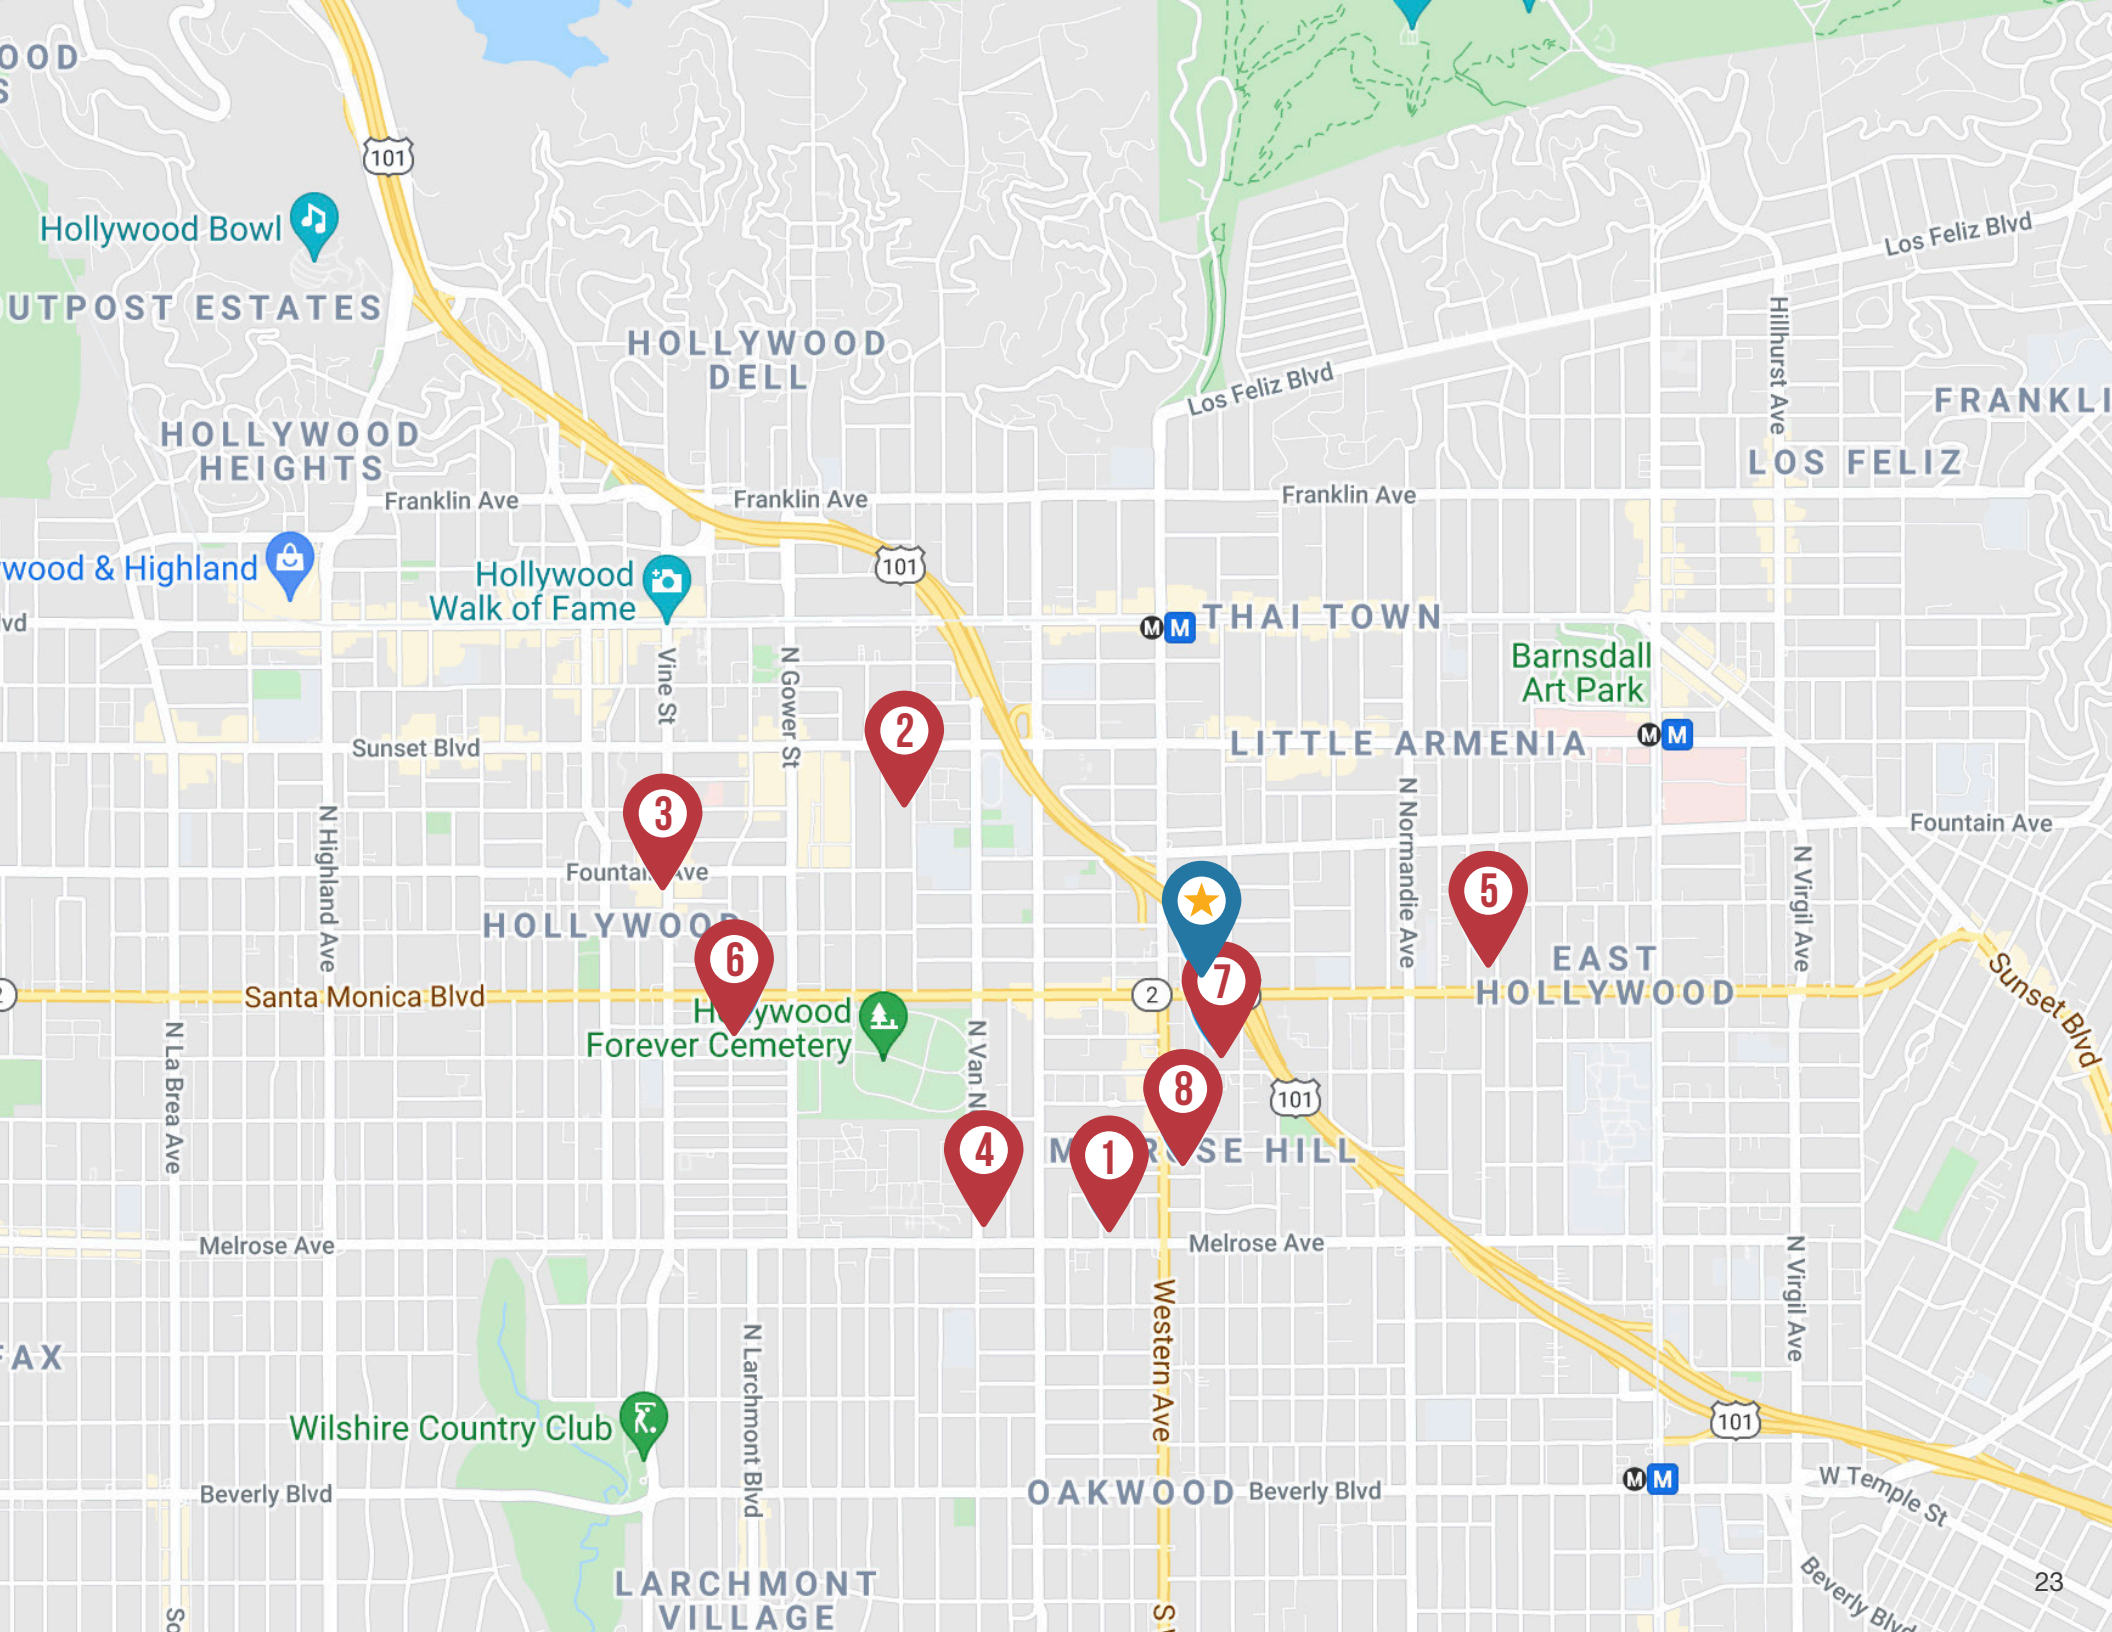 OOD
S
101
Hollywood Bowl
UTPOST ESTATES
HOLLYWOOD
DELL
HOLLYWOOD
HEIGHTS
Los Feliz Blvd
Los Feliz Blvd
Hillhurst Ave
FRANKLI
LOS FELIZ
Franklin Ave
Franklin Ave
Franklin Ave
wood & Highland
Hollywood
Walk of Fame
101
lvd
M M
THAI TOWN
Barnsdall
Art Park
Vine St
N Gower St
2
Sunset Blvd
LITTLE ARMENIA
M M
3
N Highland Ave
N Normandie Ave
Fountain Ave
Fountain Ave
N Virgil Ave
5
HOLLYWOOD
6
EAST
HOLLYWOOD
7
2
Santa Monica Blvd
Sunset Blvd
Hollywood
Forever Cemetery
N La Brea Ave
N Van N
8
101
4
1
MELROSE HILL
Melrose Ave
Melrose Ave
N Virgil Ave
Western Ave
N Larchmont Blvd
FAX
Wilshire Country Club
101
Beverly Blvd
OAKWOOD
Beverly Blvd
M M
W Temple St
LARCHMONT
VILLAGE
Beverly Blvd
23